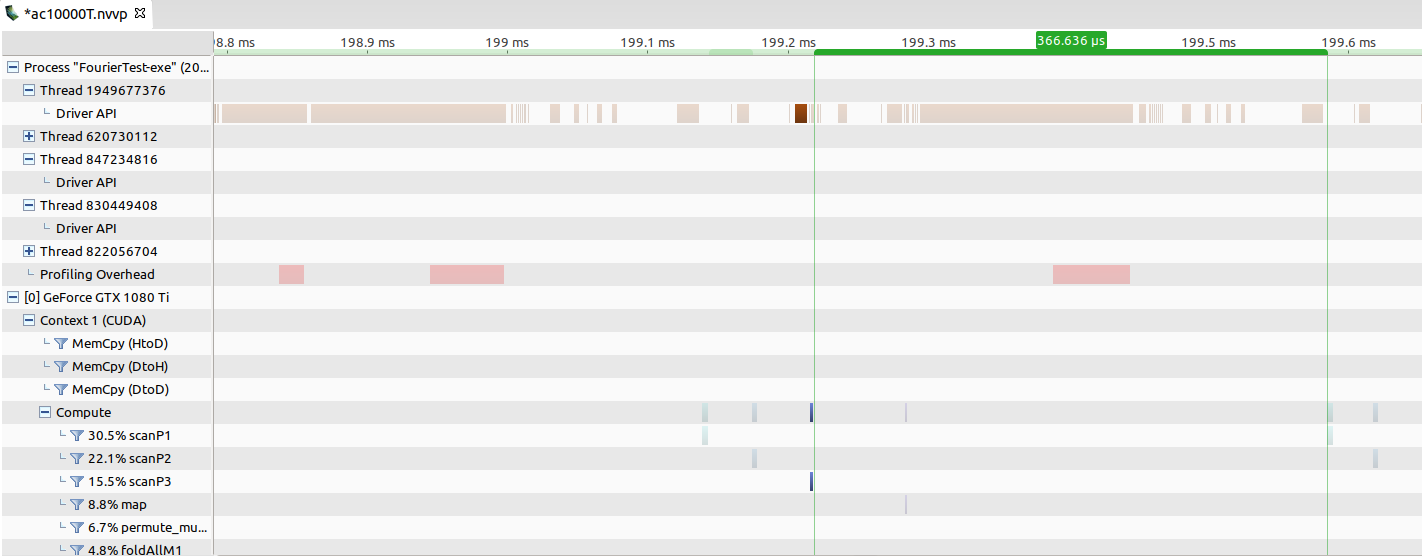 *ac10000T.nvvp
98.8 ms 198.9 ms 199 ms 199.1 ms 199.2 ms 199.3 ms 366.636 µs 199.5 ms 199.6 ms
Process "FourierTest-exe" (20...
Thread 1949677376
Driver API
Thread 620730112
Thread 847234816
Driver API
Thread 830449408
Driver API
Thread 822056704
Profiling Overhead
[0] GeForce GTX 1080 Ti
Context 1 (CUDA)
MemCpy (HtoD)
MemCpy (DtoH)
MemCpy (DtoD)
Compute
30.5% scanP1
22.1% scanP2
15.5% scanP3
8.8% map
6.7% permute_mu...
4.8% foldAllM1